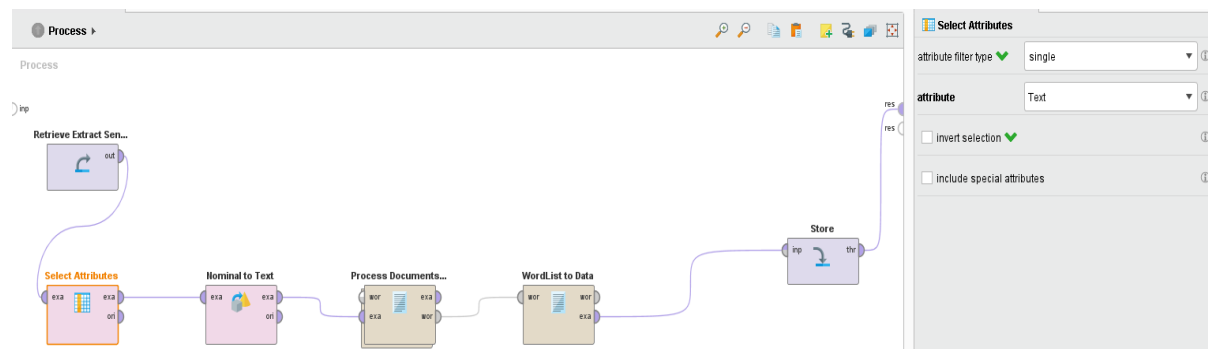 Process
Process
inp
res
res
Retrieve Extract Sen...
out
Select Attributes
exa
exa
ori
Nominal to Text
exa
exa
ori
Process Documents...
wor
exa
exa
wor
WordList to Data
wor
wor
exa
Store
inp
thr
Select Attributes
attribute filter type
single
attribute
Text
invert selection
include special attributes